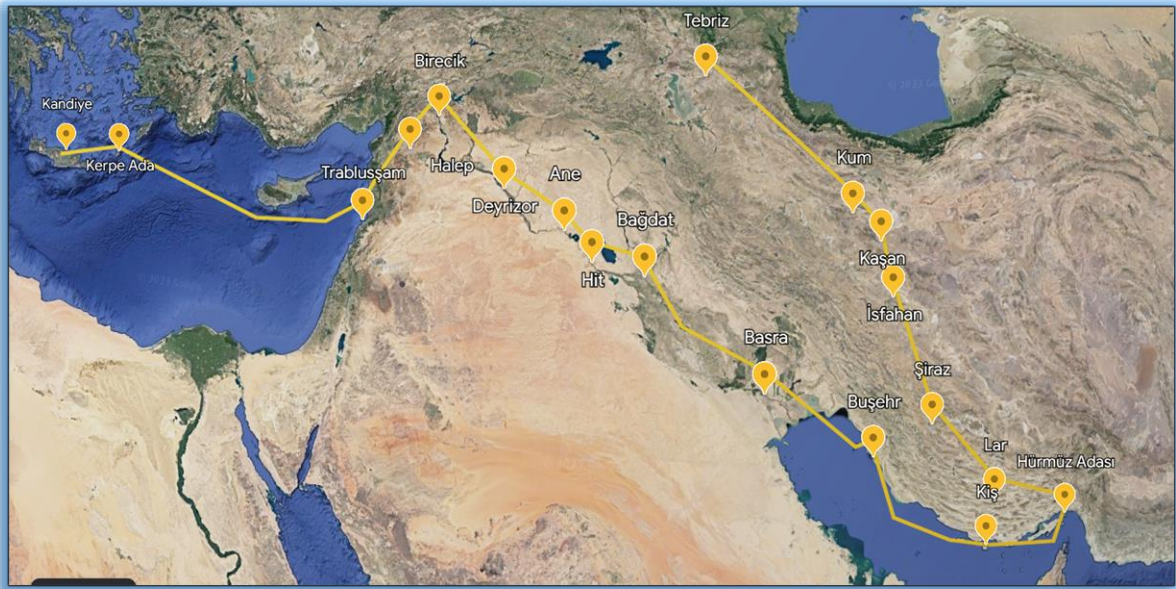 Tebriz
Birecik
Kandiye
Kerpe Ada
Trablusşam
Halep
Ane
Kum
Deyrizor
Bağdat
Kaşan
Hit
İsfahan
Basra
Şiraz
Buşehr
Lar
Hürmüz Adası
Kiş